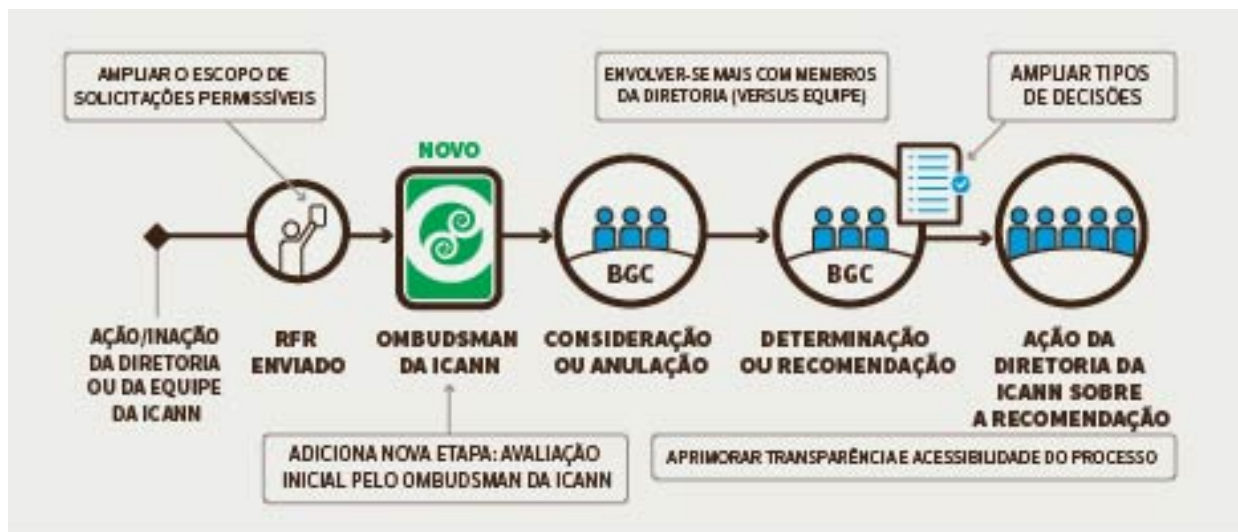 AMPLIAR O ESCOPO DE
SOLICITAÇÕES PERMISSÍVEIS
ENVOLVER-SE MAIS COM MEMBROS
DA DIRETORIA (VERSUS EQUIPE)
AMPLIAR TIPOS
DE DECISÕES
NOVO
BGC
BGC
AÇÃO/INAÇÃO
DA DIRETORIA
OU DA EQUIPE
DA ICANN
RFR
ENVIADO
OMBUDSMAN
DA ICANN
CONSIDERAÇÃO
OU ANULAÇÃO
DETERMINAÇÃO
OU RECOMENDAÇÃO
AÇÃO DA
DIRETORIA DA
ICANN SOBRE
A RECOMENDAÇÃO
ADICIONA NOVA ETAPA: AVALIAÇÃO
INICIAL PELO OMBUDSMAN DA ICANN
APRIMORAR TRANSPARÊNCIA E ACESSIBILIDADE DO PROCESSO